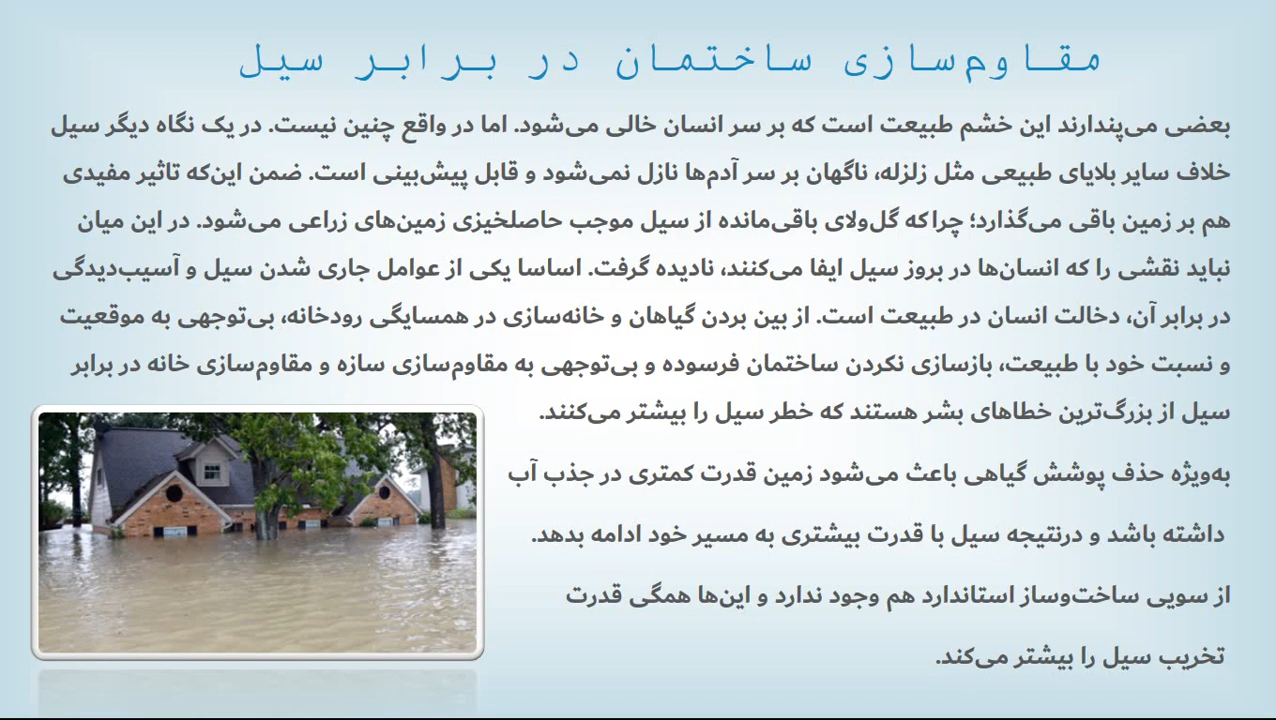 مقاوم‌سازی ساختمان در برابر سیل
بعضی می‌پندارند این خشم طبیعت است که بر سر انسان خالی می‌شود. اما در واقع چنین نیست. در یک نگاه دیگر سیل
خلاف سایر بلایای طبیعی مثل زلزله، ناگهان بر سر آدم‌ها نازل نمی‌شود و قابل پیش‌بینی است. ضمن این‌که تاثیر مفیدی
هم بر زمین باقی می‌گذارد؛ چراکه گل‌ولای باقی‌مانده از سیل موجب حاصلخیزی زمین‌های زراعی می‌شود. در این میان
نباید نقشی را که انسان‌ها در بروز سیل ایفا می‌کنند، نادیده گرفت. اساسا یکی از عوامل جاری شدن سیل و آسیب‌دیدگی
در برابر آن، دخالت انسان در طبیعت است. از بین بردن گیاهان و خانه‌سازی در همسایگی رودخانه، بی‌توجهی به موقعیت
و نسبت خود با طبیعت، بازسازی نکردن ساختمان فرسوده و بی‌توجهی به مقاوم‌سازی سازه و مقاوم‌سازی خانه در برابر
سیل از بزرگ‌ترین خطاهای بشر هستند که خطر سیل را بیشتر می‌کنند.
به‌ویژه حذف پوشش گیاهی باعث می‌شود زمین قدرت کمتری در جذب آب
داشته باشد و درنتیجه سیل با قدرت بیشتری به مسیر خود ادامه بدهد.
از سویی ساخت‌وساز استاندارد هم وجود ندارد و این‌ها همگی قدرت
تخریب سیل را بیشتر می‌کند.